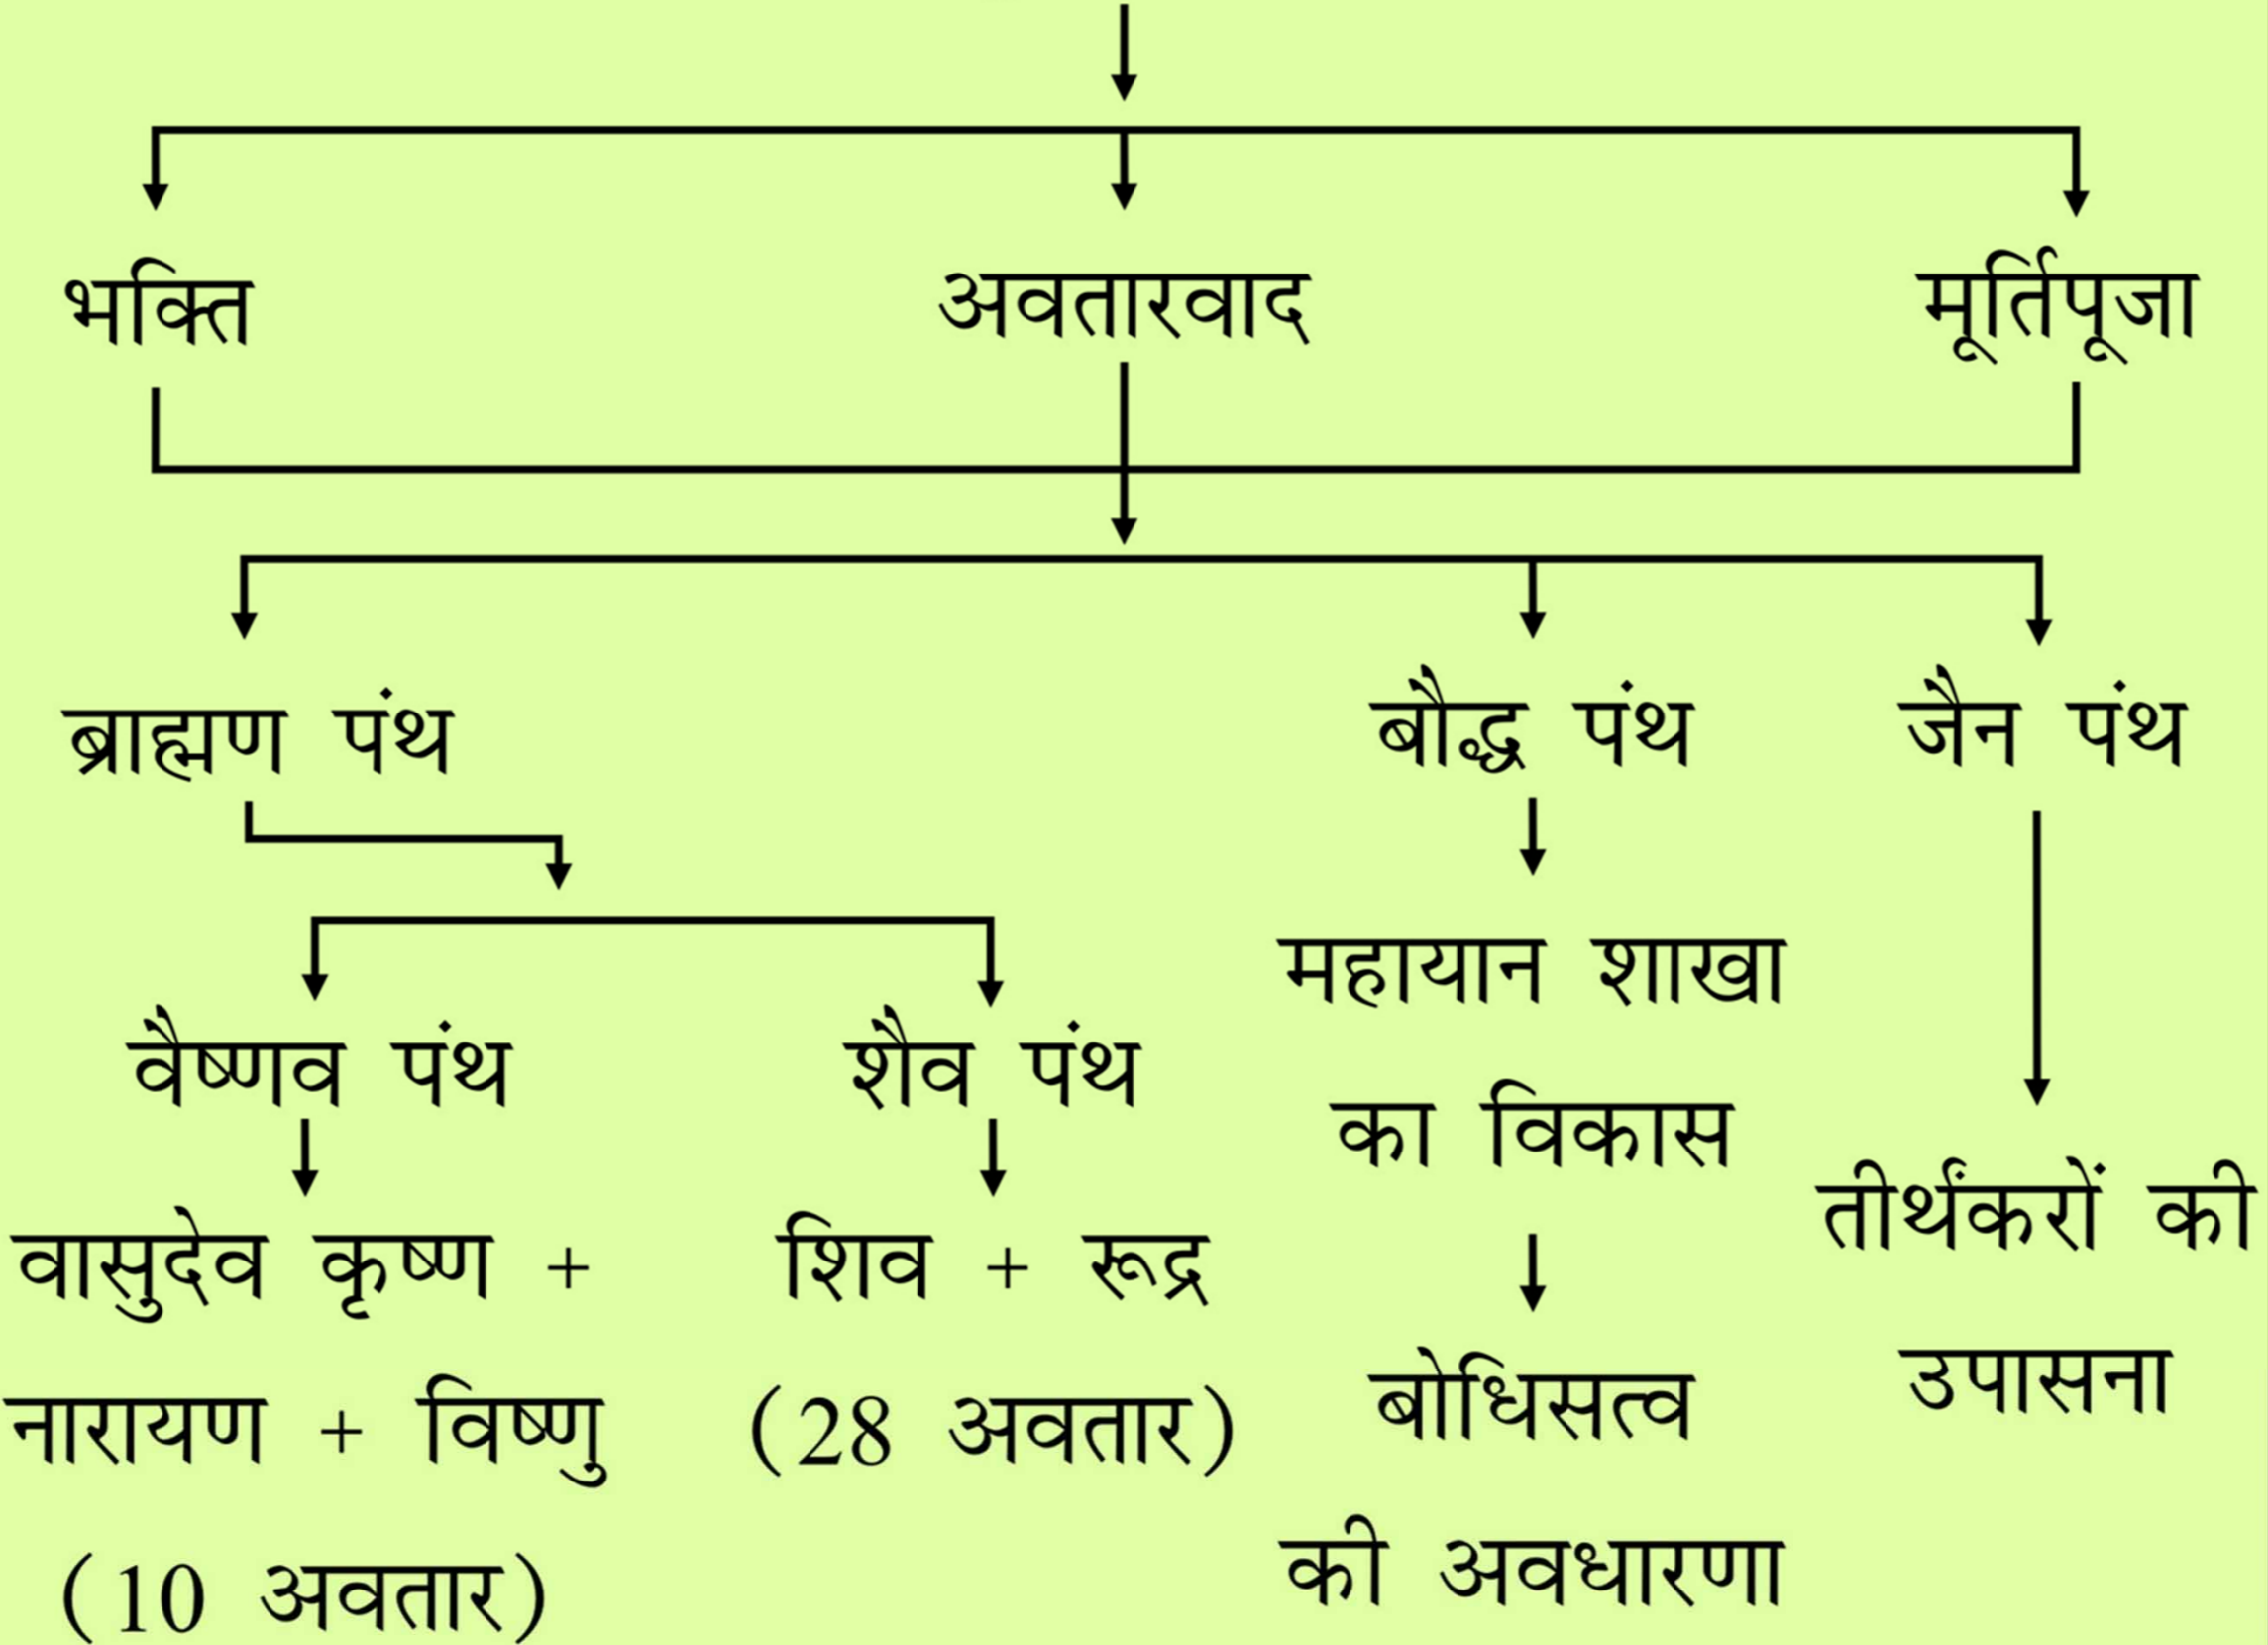 भक्ति
अवतारवाद
मूर्तिपूजा
ब्राह्मण पंथ
बौद्ध पंथ
जैन पंथ
वैष्णव पंथ
शैव पंथ
वासुदेव कृष्ण +
नारायण + विष्णु
(10 अवतार)
शिव + रूद्र
(28 अवतार)
महायान शाखा
का विकास
बोधिसत्व
की अवधारणा
तीर्थंकरों की
उपासना